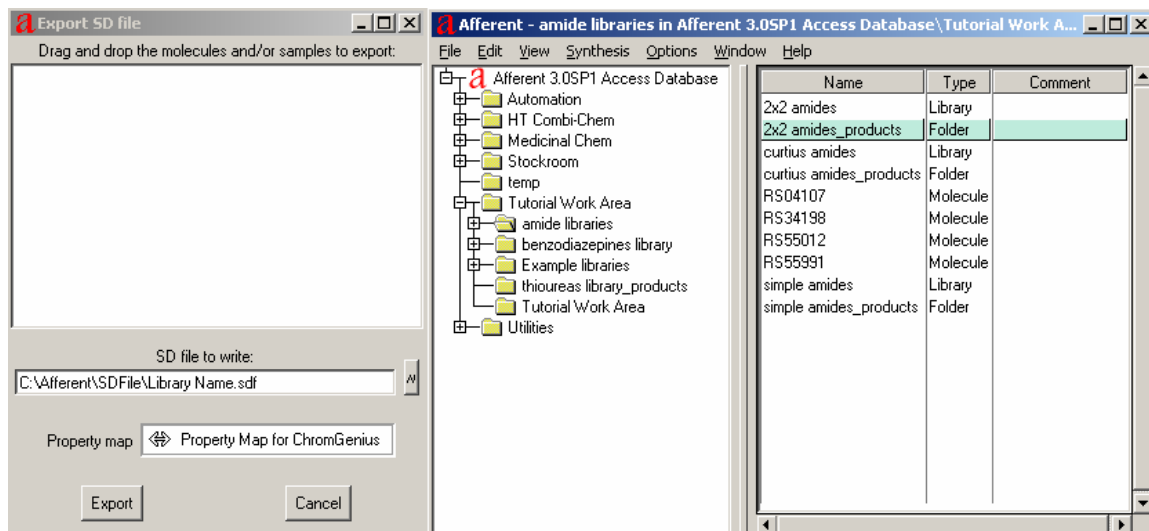 Export SD file
Drag and drop the molecules and/or samples to export:
SD file to write:
C:\Afferent\SDFile\Library Name.sdf
Property map
Property Map for ChromGenius
Export Cancel
Afferent - amide libraries in Afferent 3.0SP1 Access Database\Tutorial Work A...
File Edit View Synthesis Options Window Help
Afferent 3.0SP1 Access Database
Automation
HT Combi-Chem
Medicinal Chem
Stockroom
temp
Tutorial Work Area
amide libraries
benzodiazepines library
Example libraries
thioureas library_products
Tutorial Work Area
Utilities
Name Type Comment
2x2 amides Library
2x2 amides_products Folder
curtius amides Library
curtius amides_products Folder
RS04107 Molecule
RS34198 Molecule
RS55012 Molecule
RS55991 Molecule
simple amides Library
simple amides_products Folder